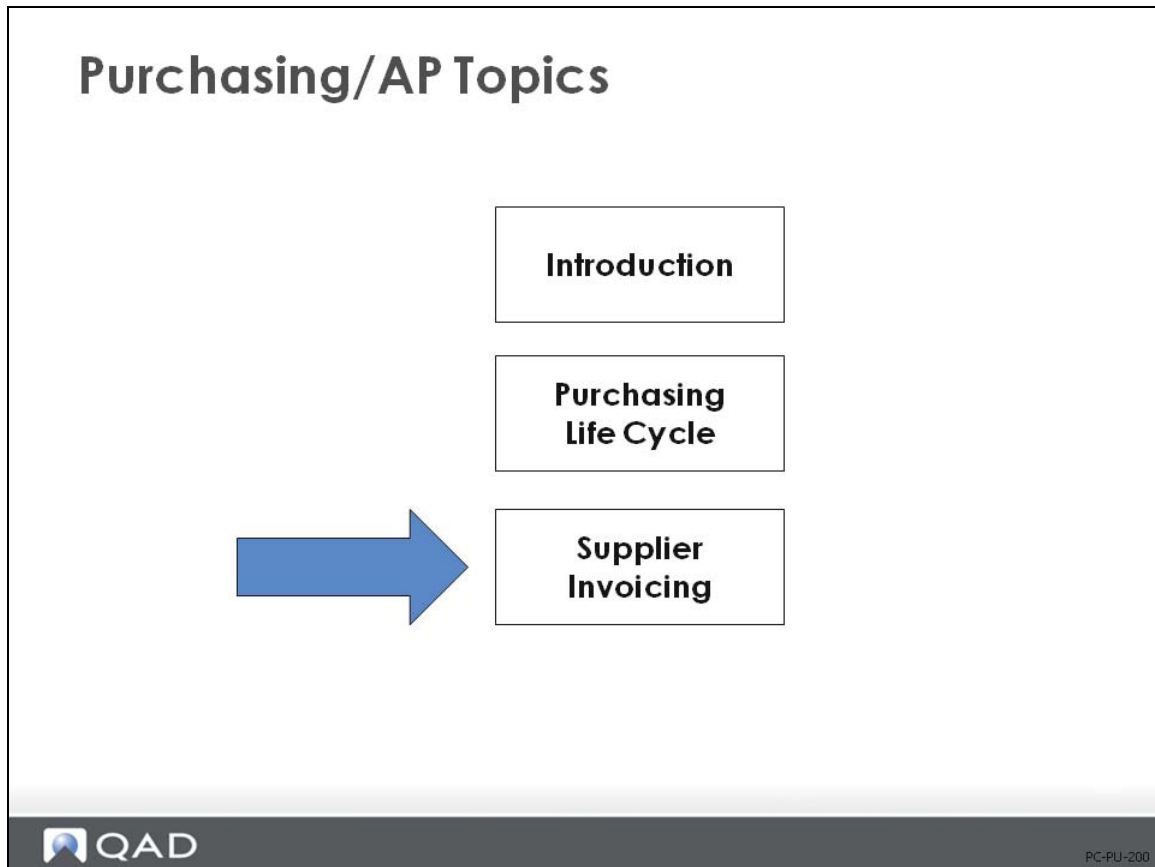 Purchasing/AP Topics
Introduction
Purchasing
Life Cycle
Supplier
Invoicing
QAD
PC-PU-200